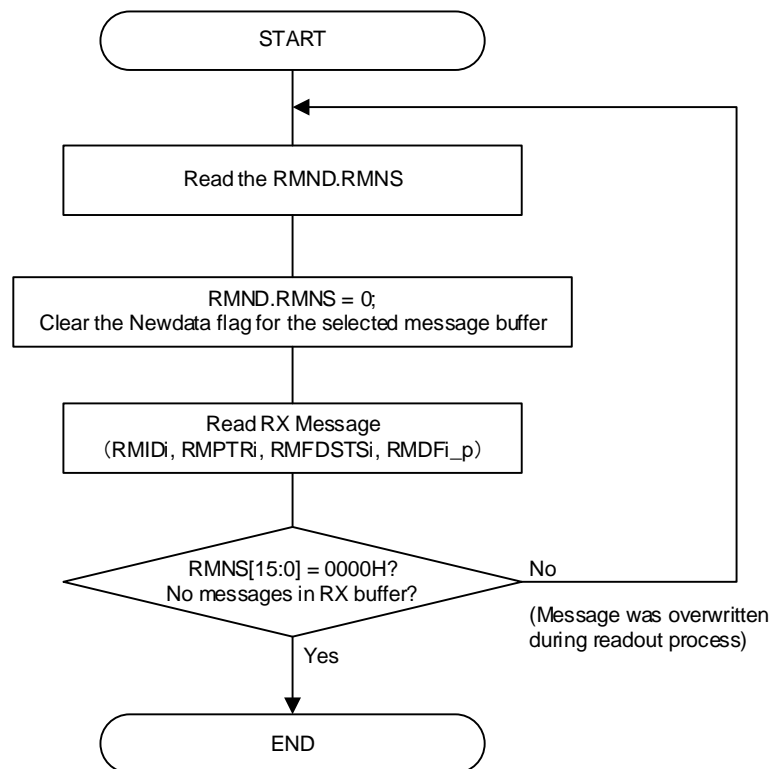 START
Read the RMND.RMNS
RMND.RMNS = 0;
Clear the Newdata flag for the selected message buffer
Read RX Message
（RMIDi, RMPTRi, RMFDSTSi, RMDFi_p）
RMNS[15:0] = 0000H?
No messages in RX buffer?
No
(Message was overwritten
during readout process)
Yes
END